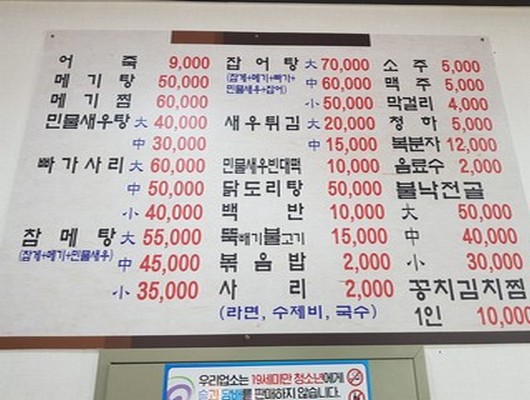 어 죽 9,000
메 기 탕 50,000
메 기 찜 60,000
민물새우탕 大 40,000
中 30,000
빠 가 사 리 大 60,000
中 50,000
小 40,000
참 메 탕 大 55,000
(참게+메기+민물새우) 中 45,000
小 35,000
잡 어 탕 大 70,000
(참게+메기+빠가+ 中 60,000
민물새우+잡어)
小 50,000
새 우 튀 김 大 20,000
中 15,000
민물새우빈대떡 10,000
닭 도 리 탕 50,000
백 반 10,000
뚝배기불고기 15,000
볶 음 밥 2,000
사 리 2,000
(라면, 수제비, 국수)
소 주 5,000
맥 주 5,000
막걸리 4,000
청 하 5,000
복분자 12,000
음료수 2,000
불낙전골
大 50,000
中 40,000
小 30,000
꽁치김치찜
1인 10,000
우리업소는 19세미만 청소년에게
술과 담배를 판매하지 않습니다.